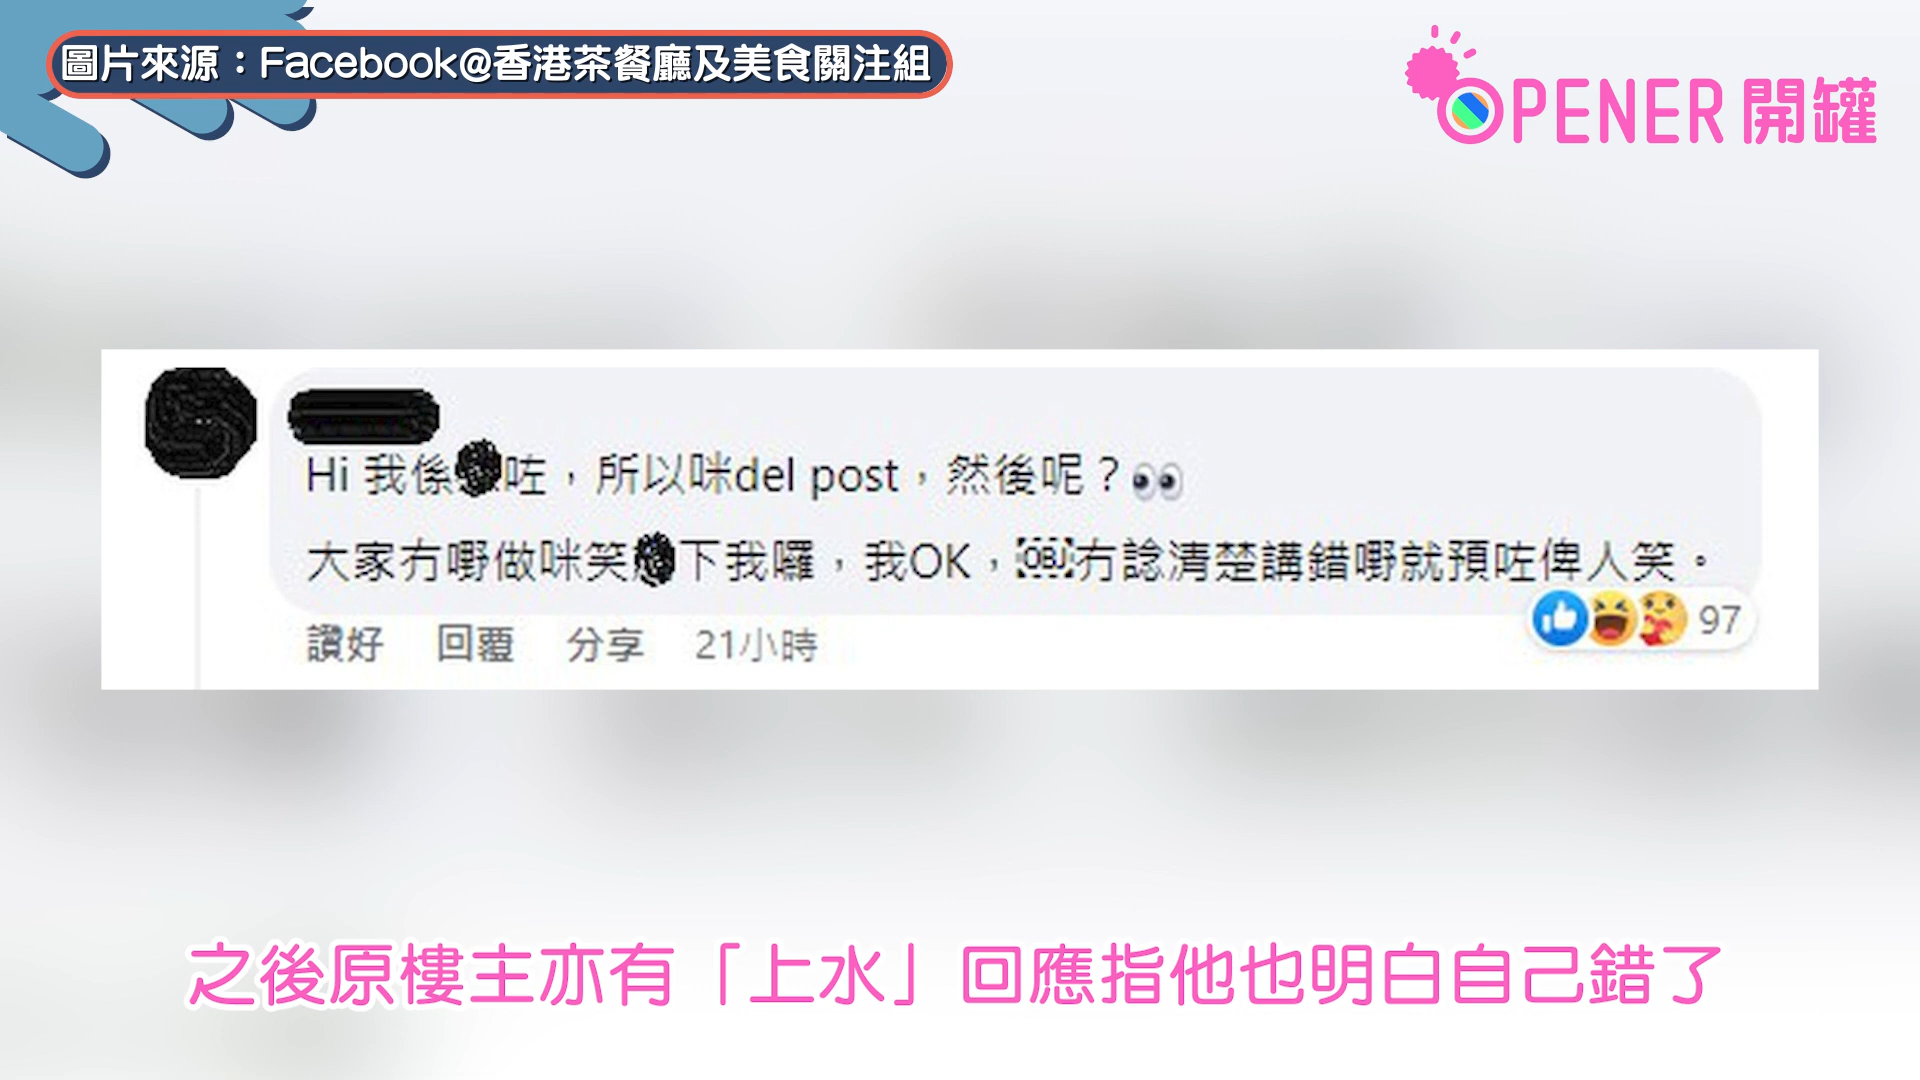 圖片來源：Facebook@香港茶餐廳及美食關注組
OPENER 開罐
Hi 我係咗，所以咪del post，然後呢？👀
大家冇嘢做咪笑下我囉，我OK，OBJ冇諗清楚講錯嘢就預咗俾人笑。
讚好 回覆 分享 21小時
97
之後原樓主亦有「上水」回應指他也明白自己錯了